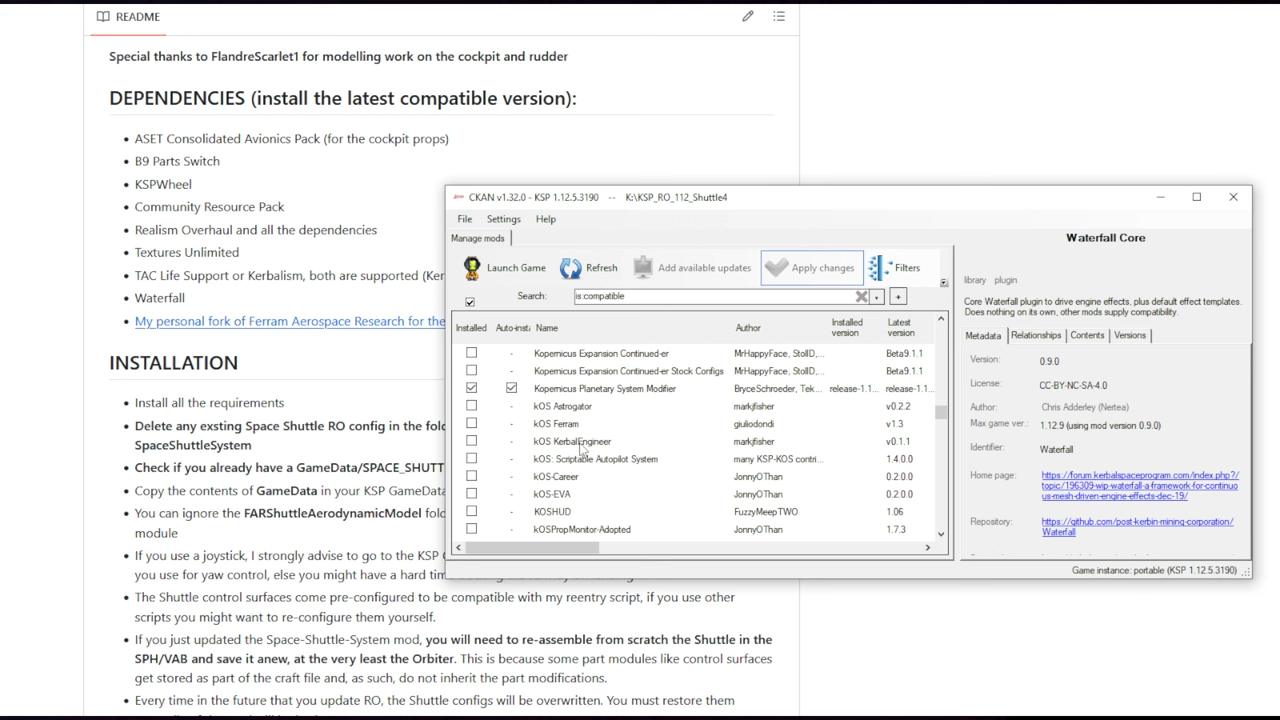 README
Special thanks to FlandreScarlet1 for modelling work on the cockpit and rudder
DEPENDENCIES (install the latest compatible version):
• ASET Consolidated Avionics Pack (for the cockpit props)
• B9 Parts Switch
• KSPWheel
• Community Resource Pack
• Realism Overhaul and all the dependencies
• Textures Unlimited
• TAC Life Support or Kerbalism, both are supported (Ker
• Waterfall
• My personal fork of Ferram Aerospace Research for the
INSTALLATION
• Install all the requirements
• Delete any exsting Space Shuttle RO config in the fol
SpaceShuttleSystem
• Check if you already have a GameData/SPACE_SHUTT
• Copy the contents of GameData in your KSP/GameData
• You can ignore the FARShuttleAerodynamicModel fol
module
• If you use a joystick, I strongly advise to go to the KSP
you use for yaw control, else you might have a hard tim
• The Shuttle control surfaces come pre-configured to be compatible with my reentry script, if you use other
scripts you might want to re-configure them yourself.
• If you just updated the Space-Shuttle-System mod, you will need to re-assemble from scratch the Shuttle in the
SPH/VAB and save it anew, at the very least the Orbiter. This is because some part modules like control surfaces
get stored as part of the craft file and, as such, do not inherit the part modifications.
• Every time in the future that you update RO, the Shuttle configs will be overwritten. You must restore them
CKAN v1.32.0 - KSP 1.12.5.3190 -- K:\KSP_RO_112_Shuttle4
File Settings Help
Manage mods
Launch Game Refresh Add available updates Apply changes Filters
Search: is:compatible +
Installed Auto-insta Name Author Installed version Latest version
Kopernicus Expansion Continued-er MrHappyFace, StollD,... Beta9.1.1
- Kopernicus Expansion Continued-er Stock Configs MrHappyFace, StollD,... Beta9.1.1
Kopernicus Planetary System Modifier BryceSchroeder, Tek... release-1.1... release-1.1...
- kOS Astrogator markjfisher v0.2.2
- kOS Ferram giuliodondi v1.3
- kOS KerbalEngineer markjfisher v0.1.1
- kOS: Scriptable Autopilot System many KSP-KOS contri... 1.4.0.0
- kOS-Career JonnyOThan 0.2.0.0
- kOS-EVA JonnyOThan 0.2.0.0
- KOSHUD FuzzyMeepTWO 1.06
- kOSPropMonitor-Adopted JonnyOThan 1.7.3
Waterfall Core
library plugin
Core Waterfall plugin to drive engine effects, plus default effect templates.
Does nothing on its own, other mods supply compatibility.
Metadata Relationships Contents Versions
Version: 0.9.0
License: CC-BY-NC-SA-4.0
Author: Chris Adderley (Nertea)
Max game ver.: 1.12.9 (using mod version 0.9.0)
Identifier: Waterfall
Home page: https://forum.kerbalspaceprogram.com/index.php?/
topic/196309-wip-waterfall-a-framework-for-continuo
us-mesh-driven-engine-effects-dec-19/
Repository: https://github.com/post-kerbin-mining-corporation/
Waterfall
Game instance: portable (KSP 1.12.5.3190)